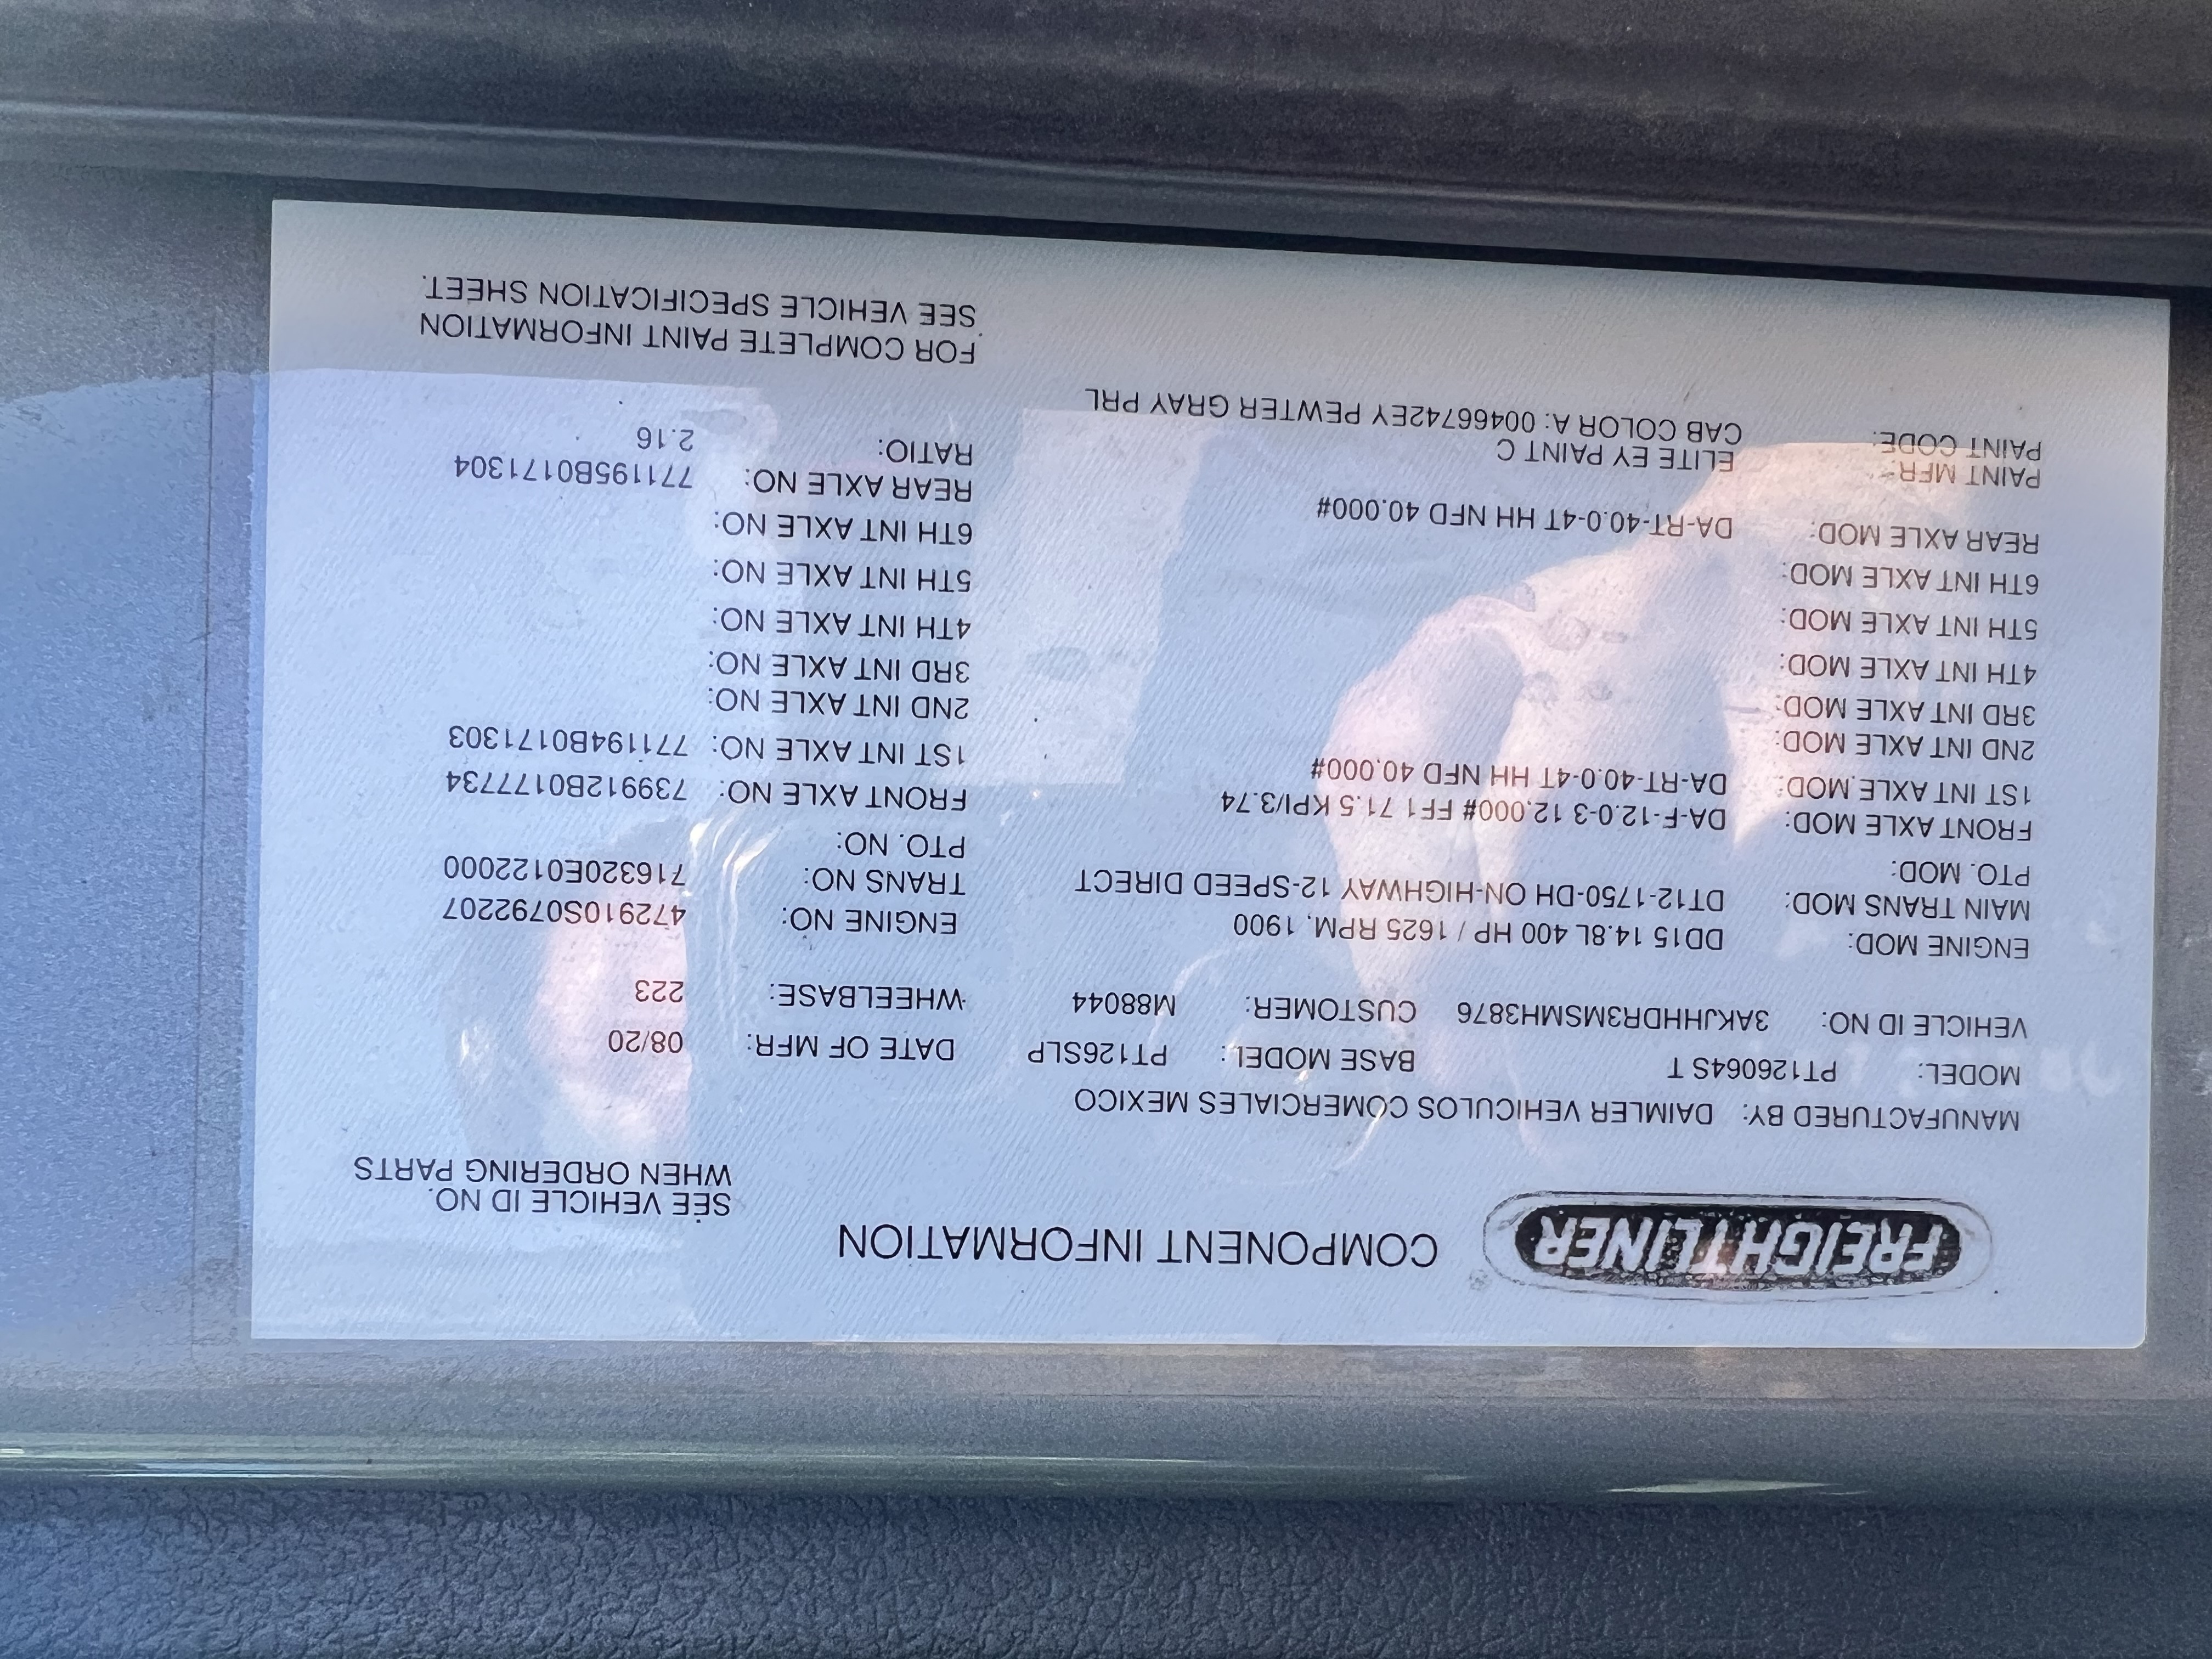 FREIGHTLINER
COMPONENT INFORMATION
SEE VEHICLE ID NO.
WHEN ORDERING PARTS
MANUFACTURED BY: DAIMLER VEHICULOS COMERCIALES MEXICO
MODEL: PT126064S T BASE MODEL: PT126SLP DATE OF MFR: 08/20
VEHICLE ID NO: 3AKJHHDR3MSMH3876 CUSTOMER: M88044 WHEELBASE: 223
ENGINE MOD: DD15 14.8L 400 HP / 1625 RPM, 1900 ENGINE NO: 472910S0792207
MAIN TRANS MOD: DT12-1750-DH ON-HIGHWAY 12-SPEED DIRECT TRANS NO: 716320E0122000
PTO. MOD: PTO. NO:
FRONT AXLE MOD: DA-F-12.0-3 12,000# FF1 71.5 KPI/3.74 FRONT AXLE NO: 739912B0177734
1ST INT AXLE MOD: DA-RT-40.0-4T HH NFD 40,000# 1ST INT AXLE NO: 771194B0171303
2ND INT AXLE MOD: 2ND INT AXLE NO:
3RD INT AXLE MOD: 3RD INT AXLE NO:
4TH INT AXLE MOD: 4TH INT AXLE NO:
5TH INT AXLE MOD: 5TH INT AXLE NO:
6TH INT AXLE MOD: 6TH INT AXLE NO:
REAR AXLE MOD: DA-RT-40.0-4T HH NFD 40,000# REAR AXLE NO: 771195B0171304
RATIO: 2.16
PAINT MFR: ELITE EY PAINT C
PAINT CODE: CAB COLOR A: 00466742EY PEWTER GRAY PRL
FOR COMPLETE PAINT INFORMATION
SEE VEHICLE SPECIFICATION SHEET.